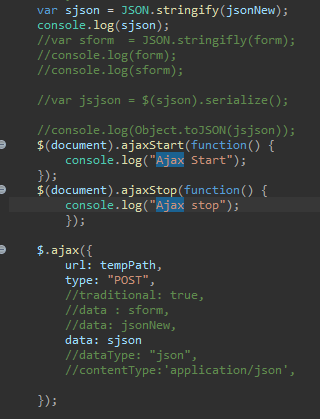 var sjson = JSON.stringify(jsonNew);
console.log(sjson);
//var sform  = JSON.stringifly(form);
//console.log(form);
//console.log(sform);
//var jsjson = $(sjson).serialize();
//console.log(Object.toJSON(jsjson));
$(document).ajaxStart(function() {
console.log("Ajax Start");
});
$(document).ajaxStop(function() {
console.log("Ajax stop");
});
$.ajax({
url: tempPath,
type: "POST",
//traditional: true,
//data : sform,
//data: jsonNew,
data: sjson
//dataType: "json",
//contentType:'application/json',
});